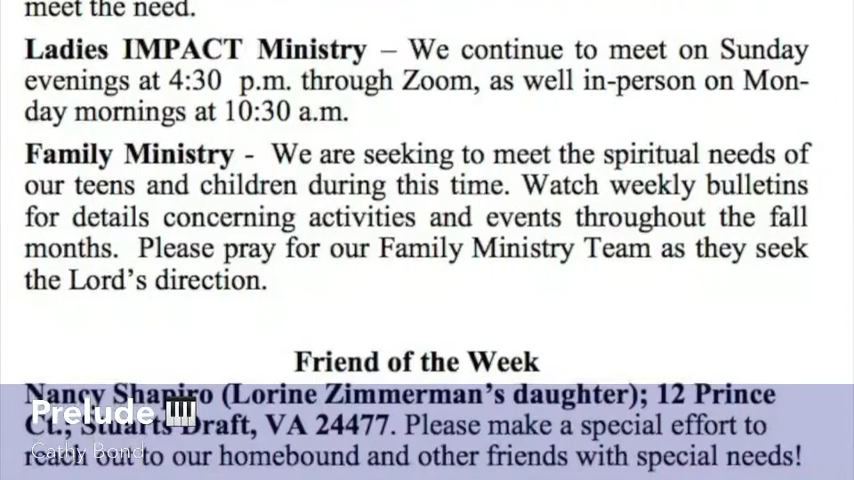 meet the need.
Ladies IMPACT Ministry – We continue to meet on Sunday
evenings at 4:30 p.m. through Zoom, as well in-person on Mon-
day mornings at 10:30 a.m.
Family Ministry - We are seeking to meet the spiritual needs of
our teens and children during this time. Watch weekly bulletins
for details concerning activities and events throughout the fall
months. Please pray for our Family Ministry Team as they seek
the Lord's direction.
Friend of the Week
Nancy Shapiro (Lorine Zimmerman's daughter); 12 Prince
Ct., Stuarts Draft, VA 24477. Please make a special effort to
reach out to our homebound and other friends with special needs!
Prelude
Cathy Bond